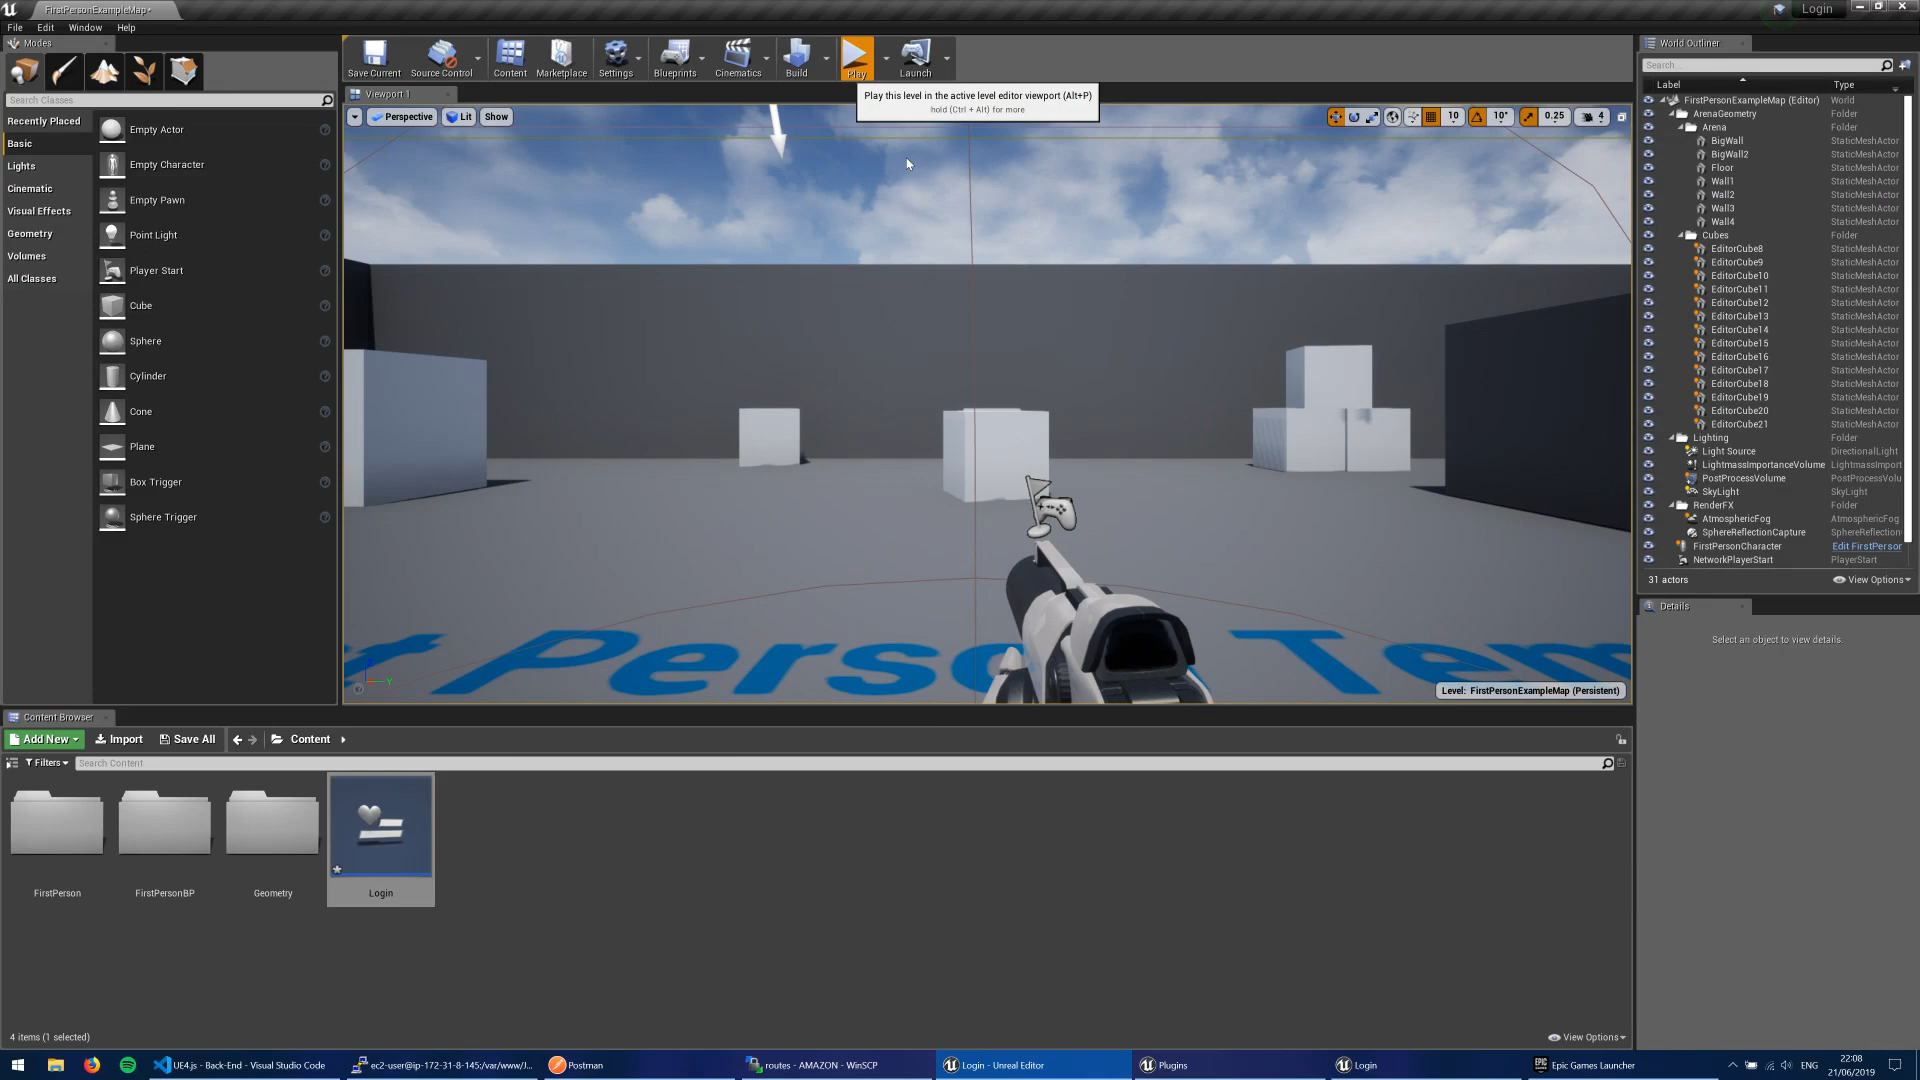 FirstPersonExampleMap•
Login
File Edit Window Help
Modes
Search Classes
Recently Placed
Basic
Lights
Cinematic
Visual Effects
Geometry
Volumes
All Classes
Empty Actor
Empty Character
Empty Pawn
Point Light
Player Start
Cube
Sphere
Cylinder
Cone
Plane
Box Trigger
Sphere Trigger
Save Current Source Control Content Marketplace Settings Blueprints Cinematics Build Play Launch
Play this level in the active level editor viewport (Alt+P)
hold (Ctrl + Alt) for more
Viewport 1
Perspective Lit Show
10 10° 0.25 4
Person Tem
Y
Level: FirstPersonExampleMap (Persistent)
World Outliner
Search...
Label Type
FirstPersonExampleMap (Editor) World
ArenaGeometry Folder
Arena Folder
BigWall StaticMeshActor
BigWall2 StaticMeshActor
Floor StaticMeshActor
Wall1 StaticMeshActor
Wall2 StaticMeshActor
Wall3 StaticMeshActor
Wall4 StaticMeshActor
Cubes Folder
EditorCube8 StaticMeshActor
EditorCube9 StaticMeshActor
EditorCube10 StaticMeshActor
EditorCube11 StaticMeshActor
EditorCube12 StaticMeshActor
EditorCube13 StaticMeshActor
EditorCube14 StaticMeshActor
EditorCube15 StaticMeshActor
EditorCube16 StaticMeshActor
EditorCube17 StaticMeshActor
EditorCube18 StaticMeshActor
EditorCube19 StaticMeshActor
EditorCube20 StaticMeshActor
EditorCube21 StaticMeshActor
Lighting Folder
Light Source DirectionalLight
LightmassImportanceVolume LightmassImport
PostProcessVolume PostProcessVolu
SkyLight SkyLight
RenderFX Folder
AtmosphericFog AtmosphericFog
SphereReflectionCapture SphereReflection
FirstPersonCharacter Edit FirstPerson
NetworkPlayerStart PlayerStart
31 actors
View Options
Details
Select an object to view details.
Content Browser
Add New Import Save All Content
Filters Search Content
FirstPerson
FirstPersonBP
Geometry
Login
4 items (1 selected)
View Options
UE4.js - Back-End - Visual Studio Code
ec2-user@ip-172-31-8-145:/var/www/J...
Postman
routes - AMAZON - WinSCP
Login - Unreal Editor
Plugins
Login
Epic Games Launcher
ENG
22:08
21/06/2019